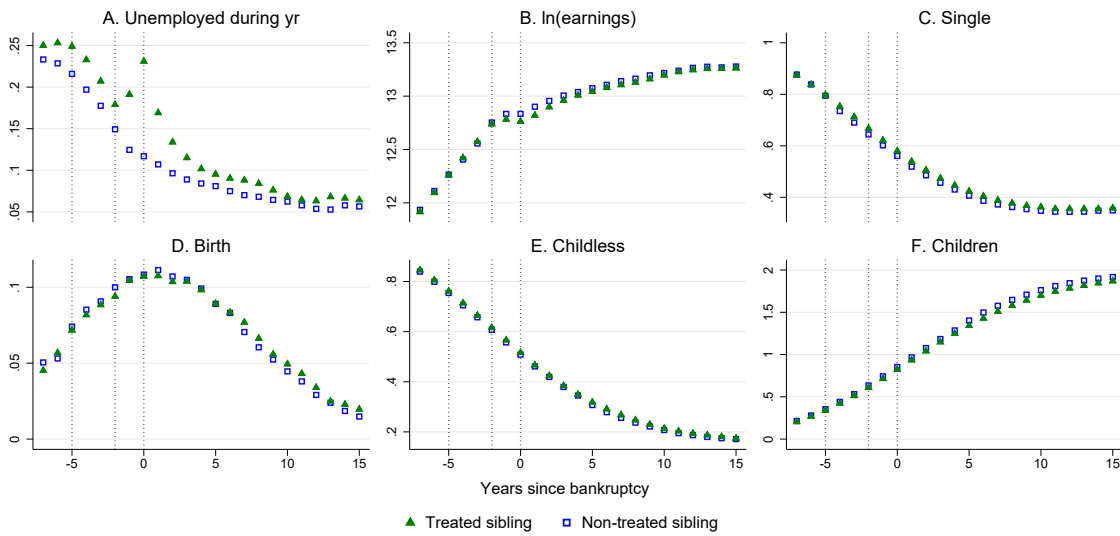 A. Unemployed during yr
B. ln(earnings)
C. Single
.25
.2
.15
.1
.05
13.5
13
12.5
12
1
.8
.6
.4
D. Birth
E. Childless
F. Children
.1
.05
0
-5 0 5 10 15
.8
.6
.4
.2
-5 0 5 10 15
2
1.5
1
.5
0
-5 0 5 10 15
Years since bankruptcy
Treated sibling
Non-treated sibling